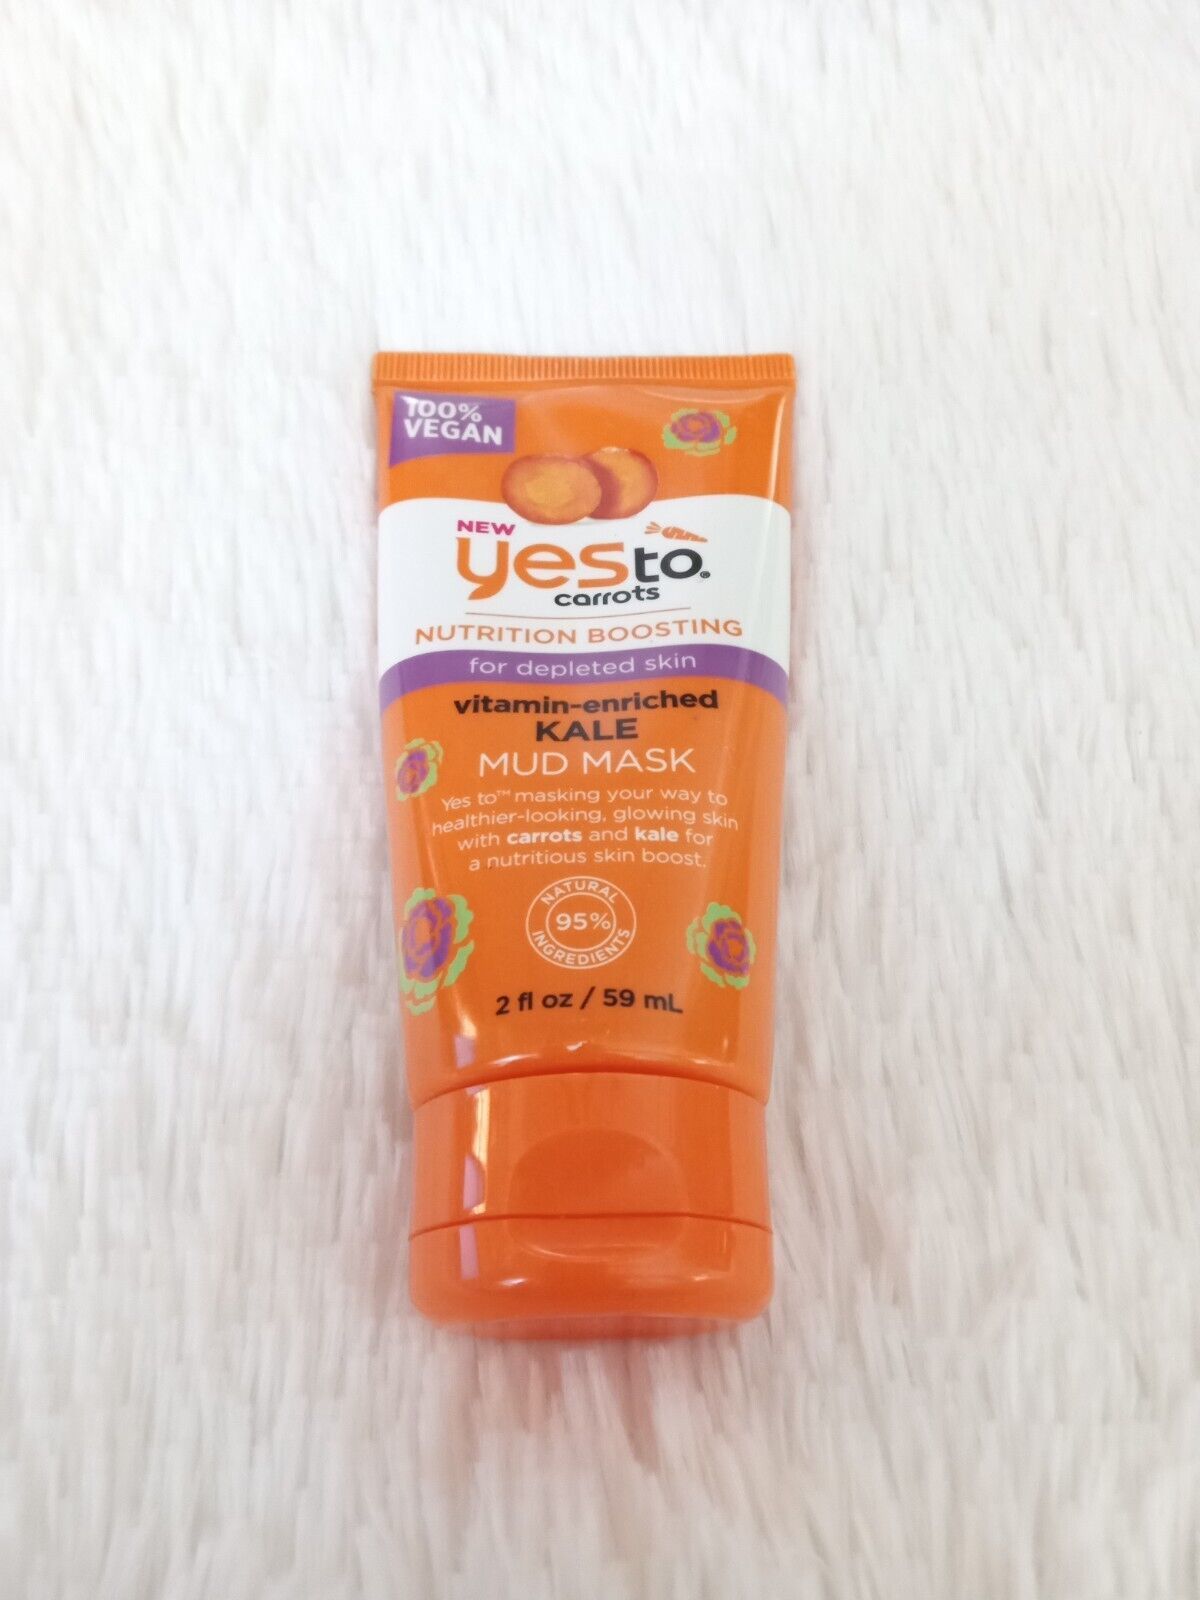 100%
VEGAN
NEW
yes to.
carrots
NUTRITION BOOSTING
for depleted skin
vitamin-enriched
KALE
MUD MASK
Yes to™ masking your way to
healthier-looking, glowing skin
with carrots and kale for
a nutritious skin boost.
NATURAL
95%
INGREDIENTS
2 fl oz / 59 mL